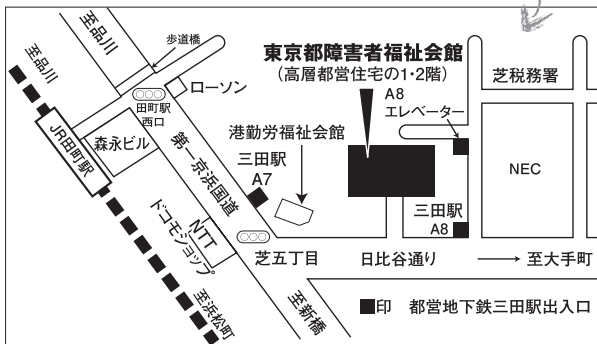 至品川
歩道橋
至品川
ローソン
田町駅
西口
JR田町駅
森永ビル
第一京浜国道
東京都障害者福祉会館
(高層都営住宅の1・2階)
A8
エレベーター
芝税務署
港勤労福祉会館
三田駅
A7
NEC
三田駅
A8
NTT
ドコモショップ
芝五丁目
日比谷通り
至大手町
至浜松町
至新橋
■印 都営地下鉄三田駅出入口